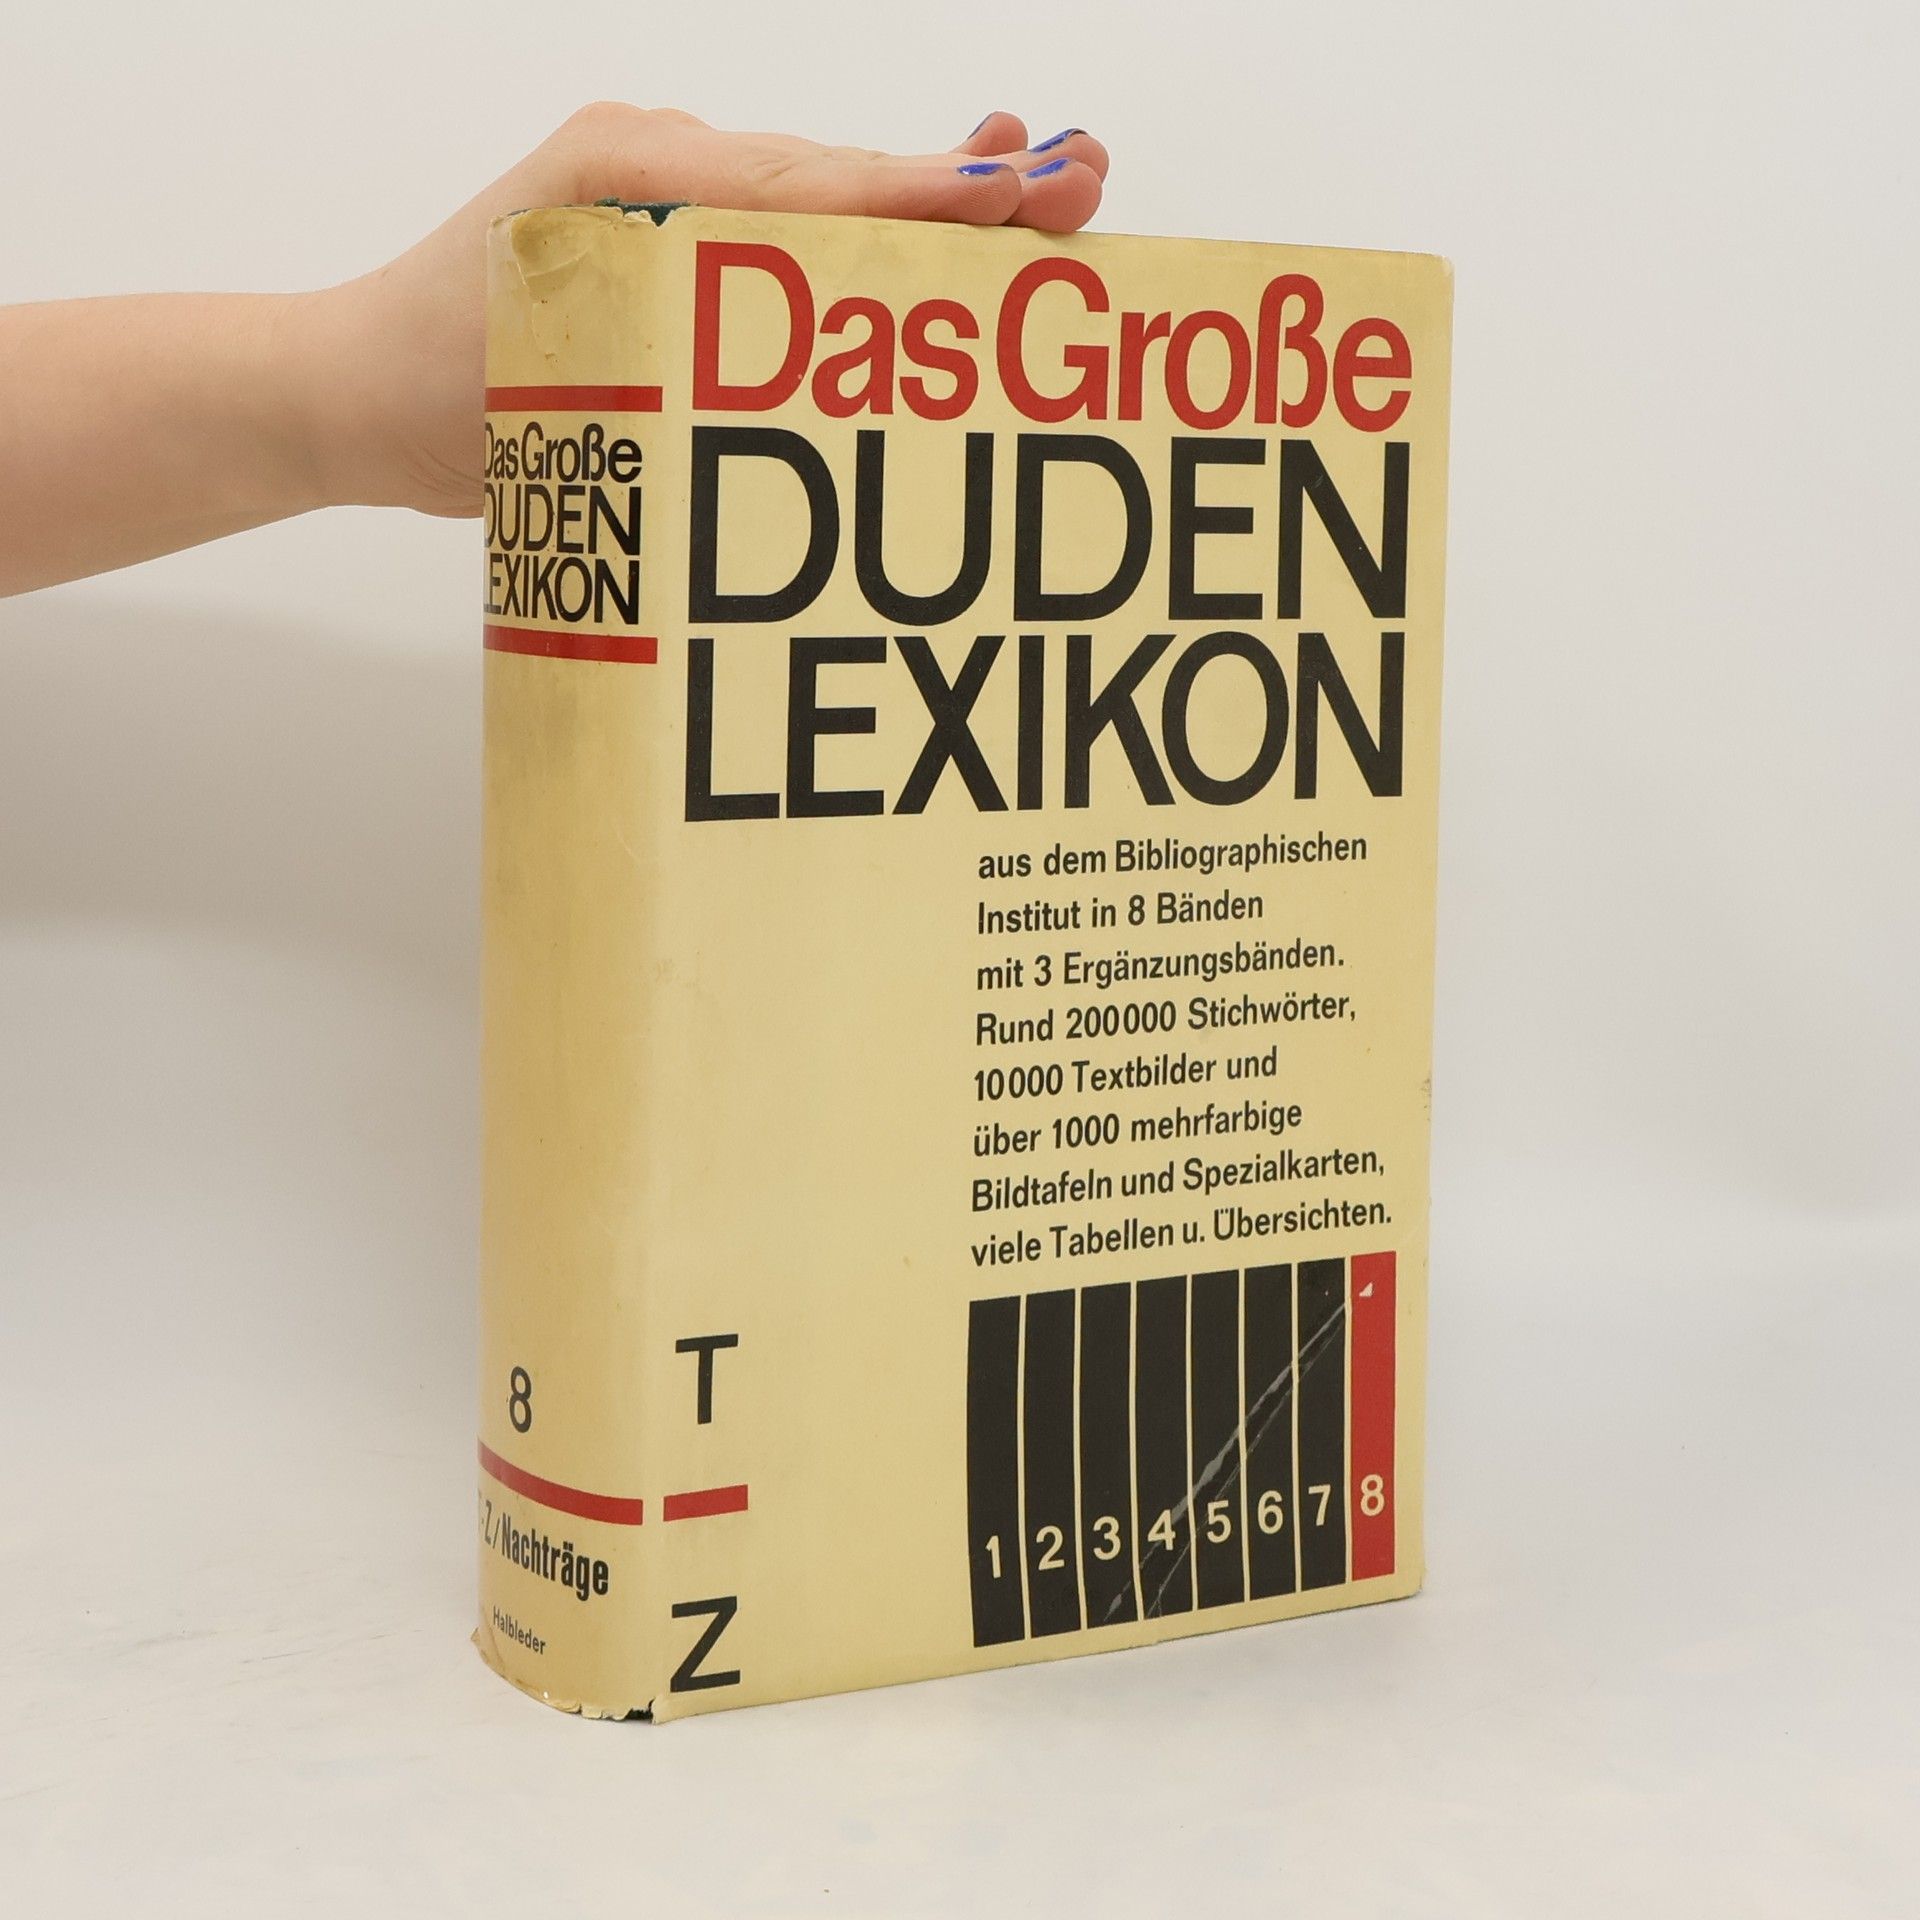 Das Große
DUDEN
LEXIKON
8
-Z/Nachträge
Halbleder
Das Große
DUDEN
LEXIKON
aus dem Bibliographischen
Institut in 8 Bänden
mit 3 Ergänzungsbänden.
Rund 200000 Stichwörter,
10000 Textbilder und
über 1000 mehrfarbige
Bildtafeln und Spezialkarten,
viele Tabellen u. Übersichten.
T
—
Z
1 2 3 4 5 6 7 8